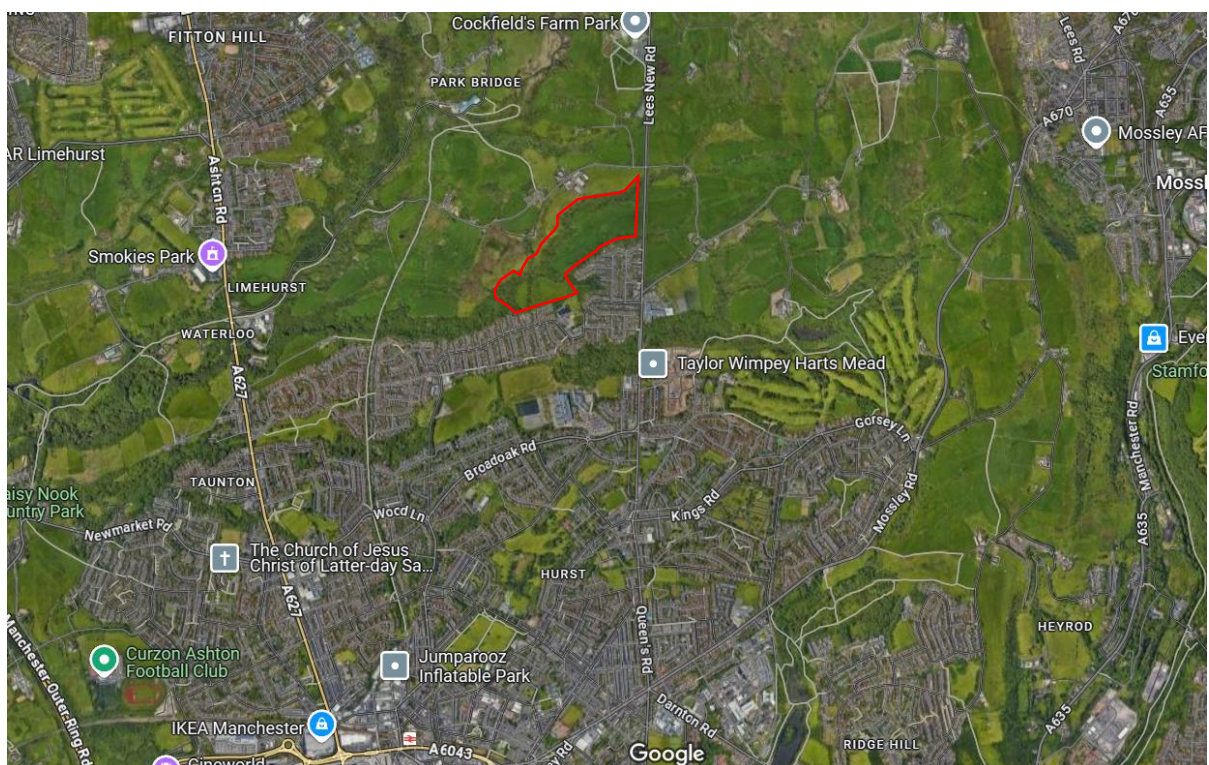 FITTON HILL
Cockfield's Farm Park
PARK BRIDGE
Lees New Rd
Lees Rd
A670
A635
A670
Mossley AF
AR Limehurst
Ashton Rd
Smokies Park
LIMEHURST
WATERLOO
A627
Taylor Wimpey Harts Mead
Stamfo
Manchester Rd
Gorsey Ln
Broadoak Rd
TAUNTON
Kings Rd
Mossley Rd
aisy Nook
untry Park
Newmarket Rd
Wood Ln
A635
The Church of Jesus
Christ of Latter-day Sa...
HURST
A627
Queen's Rd
HEYROD
Curzon Ashton
Football Club
Jumparooz
Inflatable Park
Manchester Outer Ring Rd
Darnton Rd
IKEA Manchester
A6043
Google
RIDGE HILL
A635